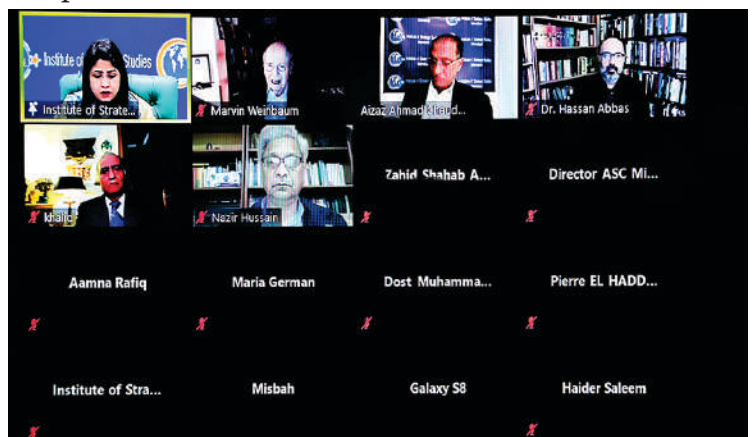 Institute of Studies
Institute of Strate...
Marvin Weinbaum
Aizaz Ahmad Chaud...
Dr. Hassan Abbas
khalid
Nazir Hussain
Zahid Shahab A...
Director ASC Mi...
Aamna Rafiq
Maria German
Dost Muhamma...
Pierre EL HADD...
Institute of Stra...
Misbah
Galaxy S8
Haider Saleem